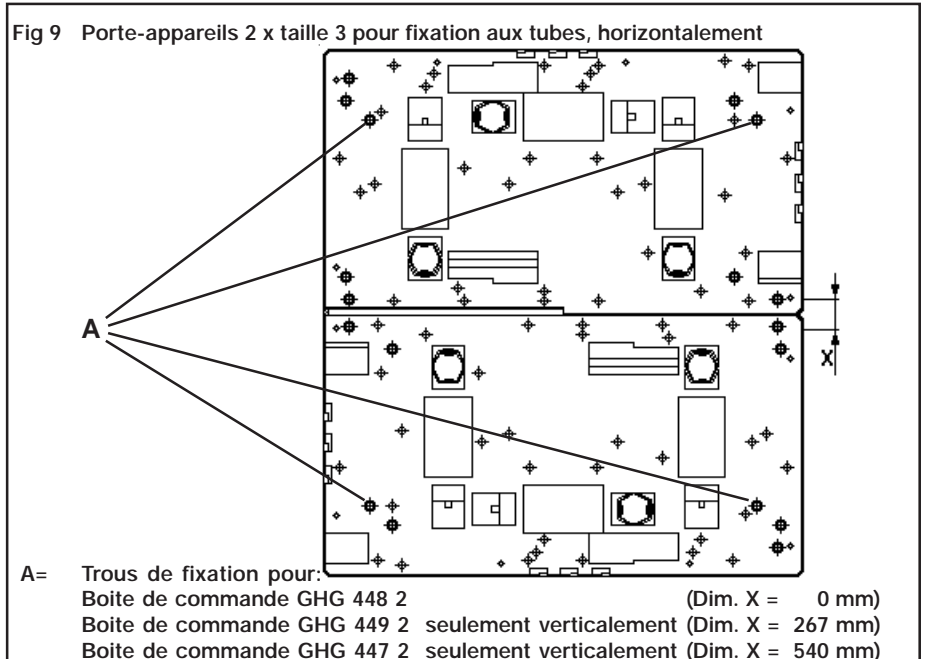 Fig 9 Porte-appareils 2 x taille 3 pour fixation aux tubes, horizontalement
A
X
A= Trous de fixation pour:
Boite de commande GHG 448 2 (Dim. X = 0 mm)
Boite de commande GHG 449 2 seulement verticalement (Dim. X = 267 mm)
Boite de commande GHG 447 2 seulement verticalement (Dim. X = 540 mm)